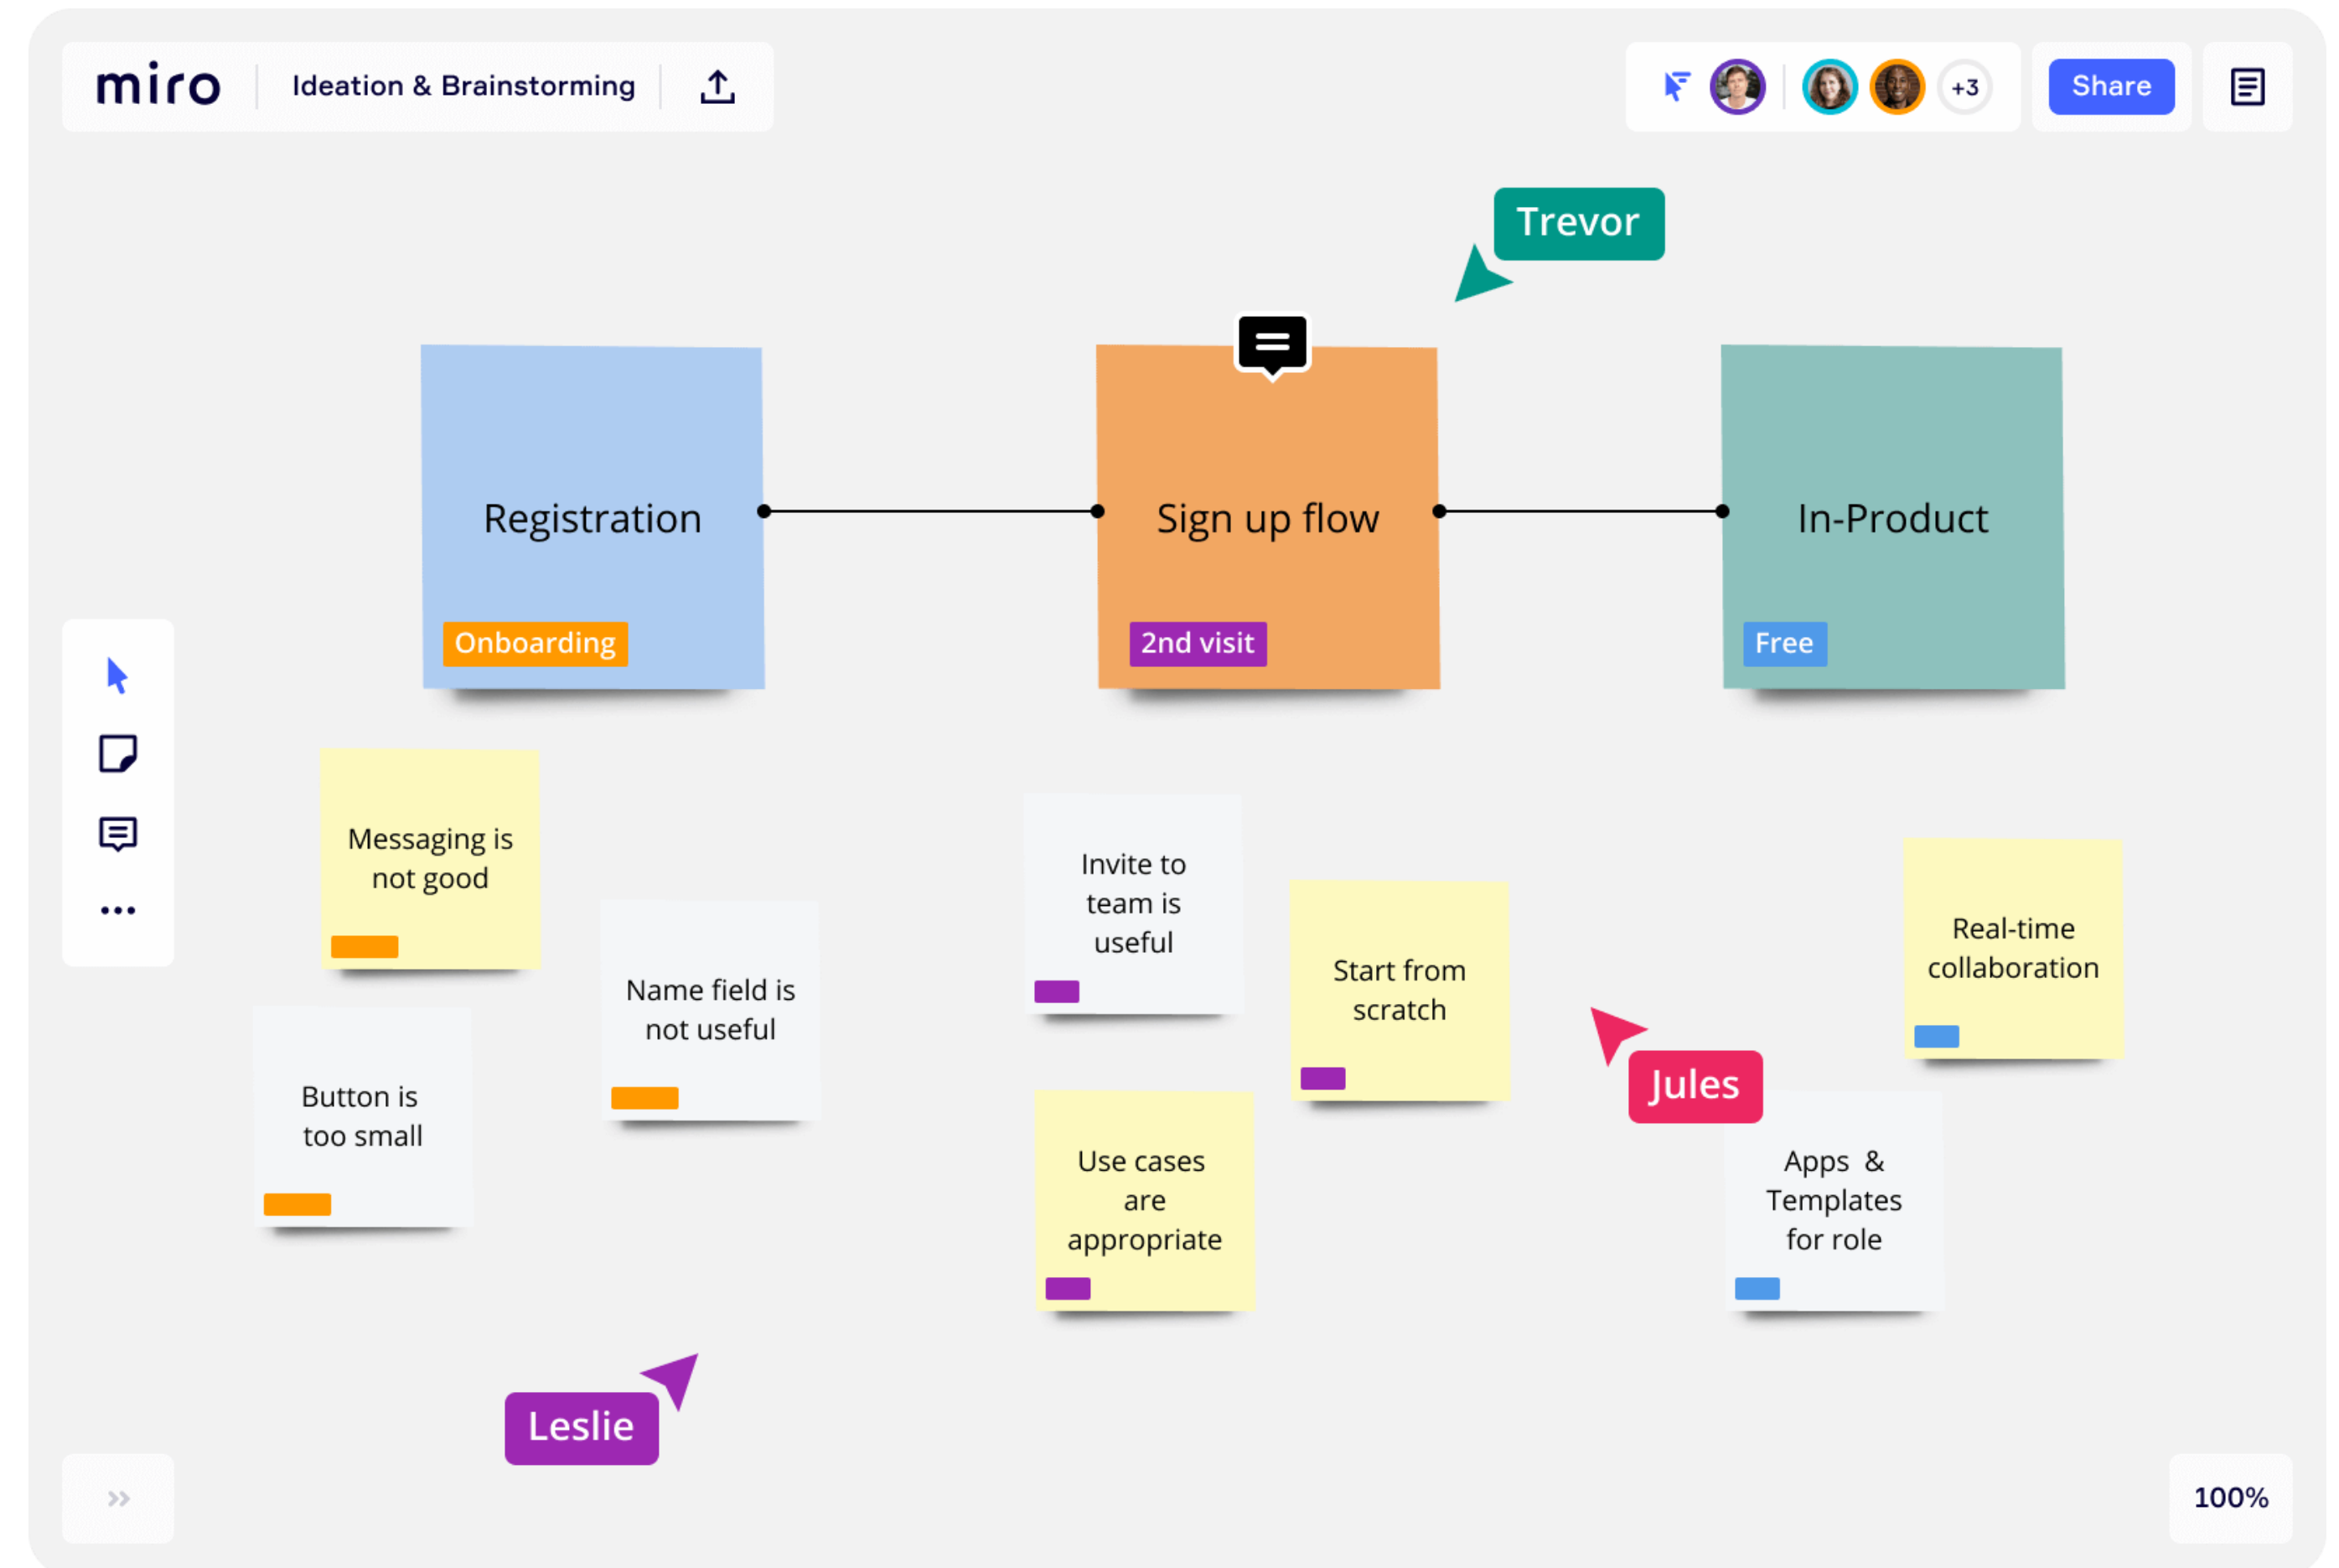 miro
Ideation & Brainstorming
+3
Share
Trevor
Registration
Onboarding
Sign up flow
2nd visit
In-Product
Free
Messaging is
not good
Name field is
not useful
Button is
too small
Invite to
team is
useful
Start from
scratch
Use cases
are
appropriate
Real-time
collaboration
Jules
Apps & 
Templates
for role
Leslie
100%